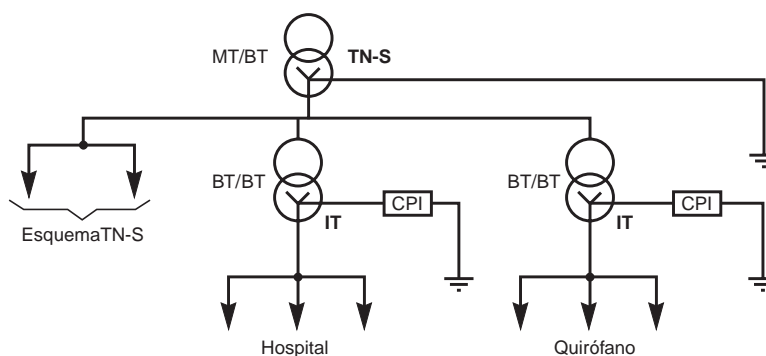 MT/BT TN-S
BT/BT CPI BT/BT CPI
IT IT
EsquemaTN-S
Hospital Quirófano